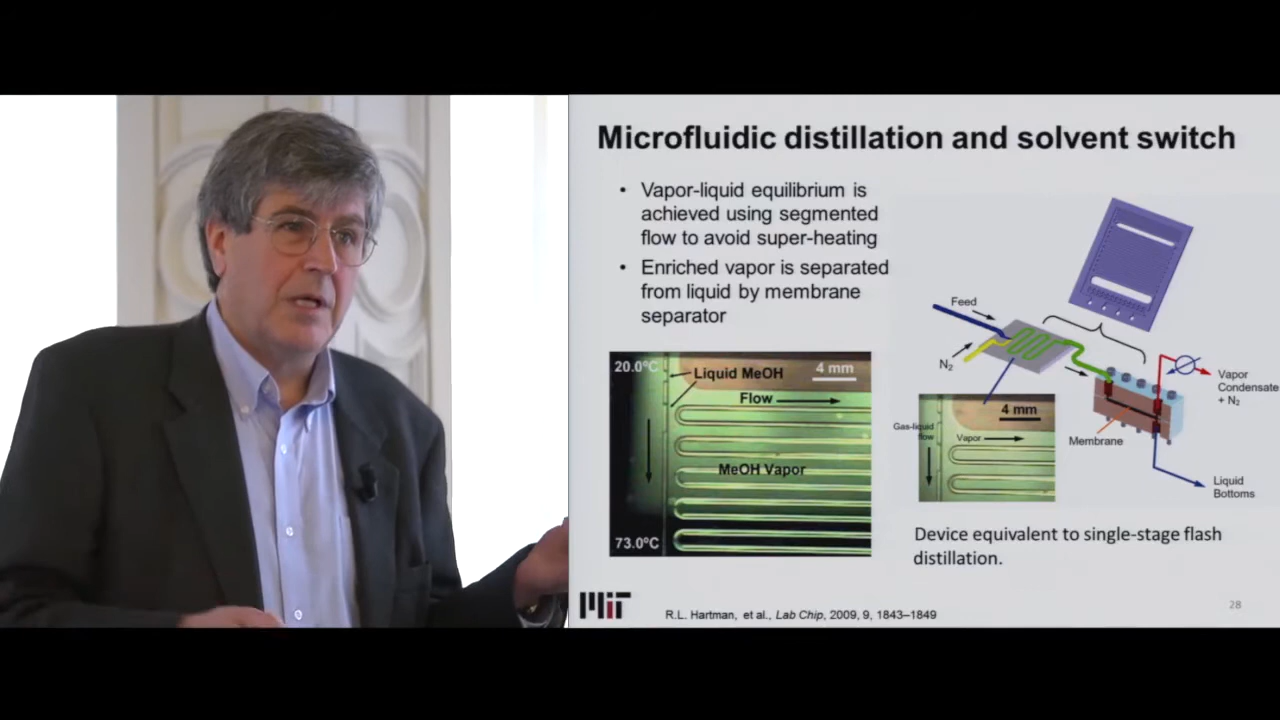 Microfluidic distillation and solvent switch
• Vapor-liquid equilibrium is
achieved using segmented
flow to avoid super-heating
• Enriched vapor is separated
from liquid by membrane
separator
20.0ºC
Liquid MeOH
4 mm
Flow
MeOH Vapor
73.0ºC
Feed
N2
Vapor
Condensate
+ N2
4 mm
Gas-liquid
flow
Vapor
Membrane
Liquid
Bottoms
Device equivalent to single-stage flash
distillation.
MIT
R.L. Hartman, et al., Lab Chip, 2009, 9, 1843–1849
28